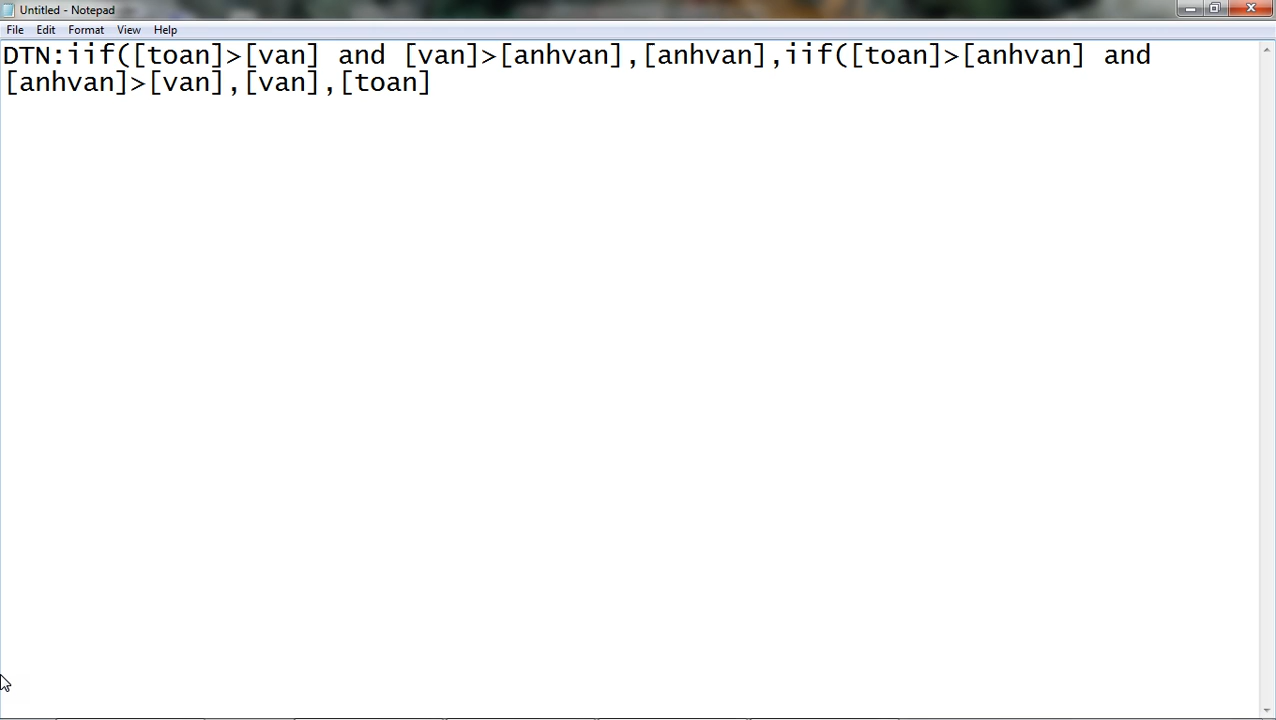 Untitled - Notepad
File Edit Format View Help
DTN:iif([toan]>[van] and [van]>[anhvan],[anhvan],iif([toan]>[anhvan] and
[anhvan]>[van],[van],[toan]